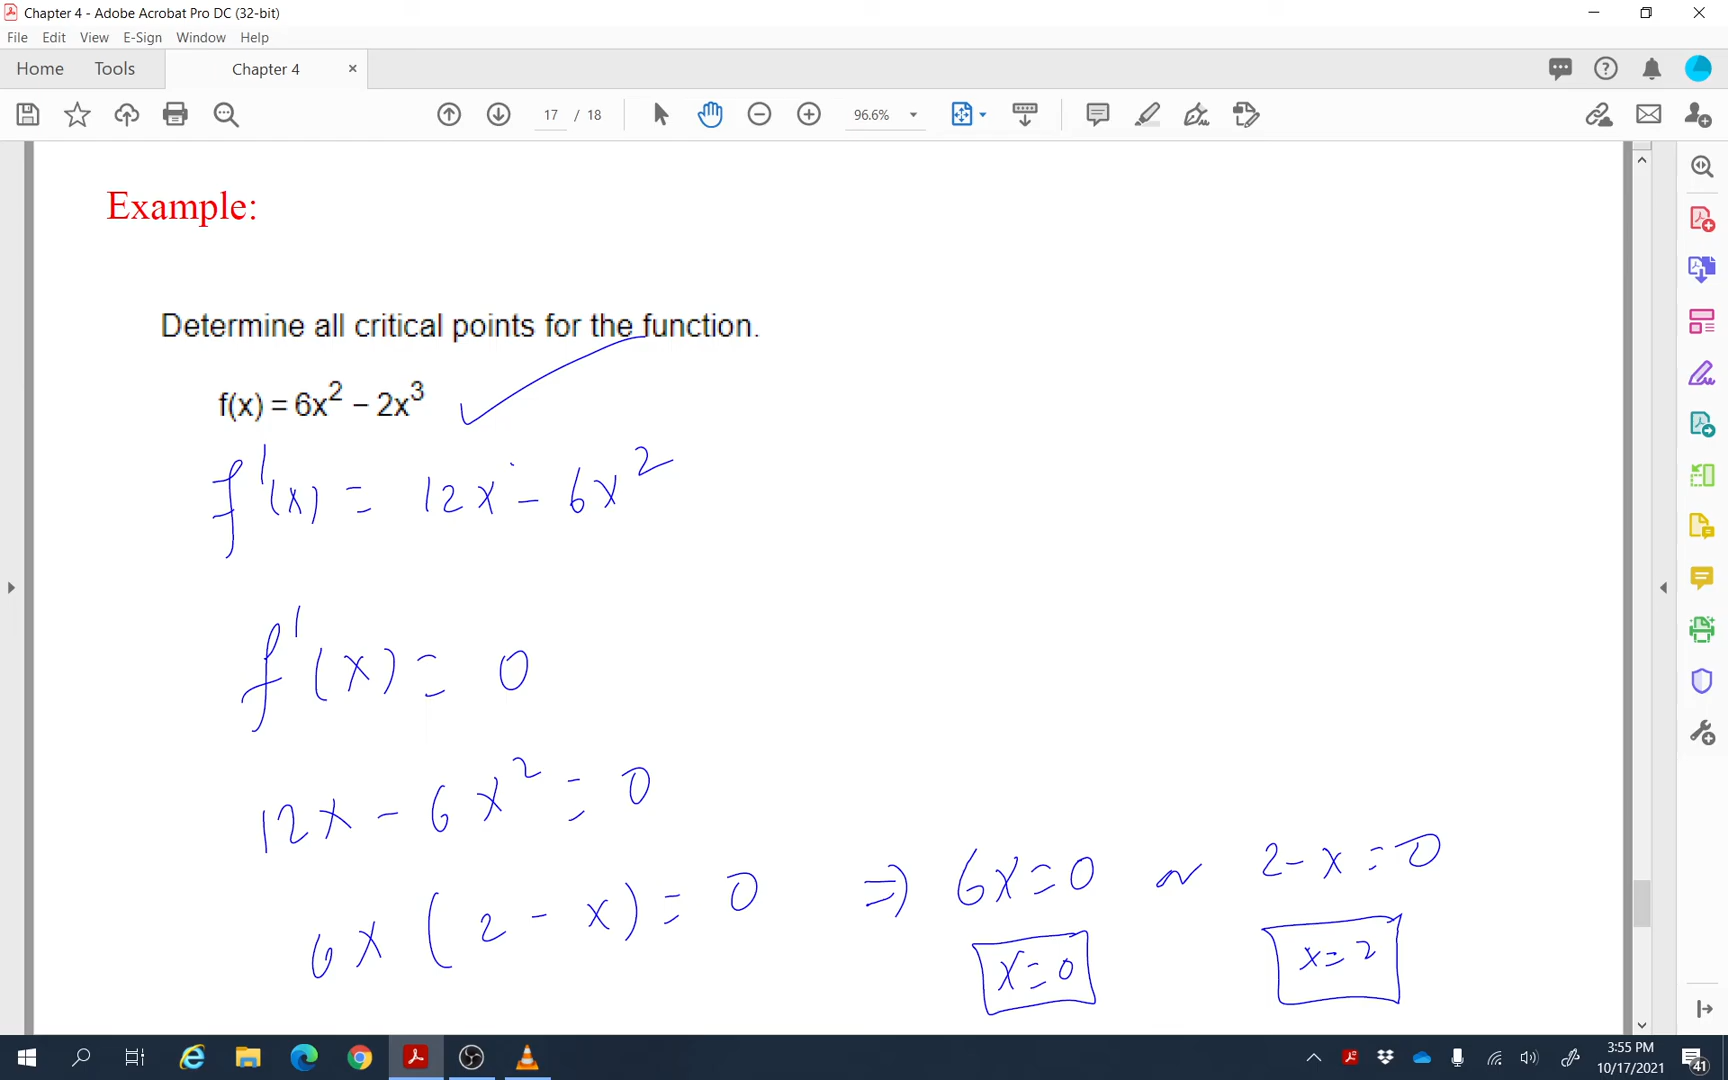 Chapter 4 - Adobe Acrobat Pro DC (32-bit)
File Edit View E-Sign Window Help
Home Tools Chapter 4 ×
17 / 18 96.6%
Example:
Determine all critical points for the function.
f(x) = 6x² − 2x³
f'(x) = 12x - 6x²
f'(x) = 0
12x - 6x² = 0
6x (2 - x) = 0 ⇒ 6x = 0 or 2 - x = 0
x = 0 x = 2
3:55 PM
10/17/2021
41